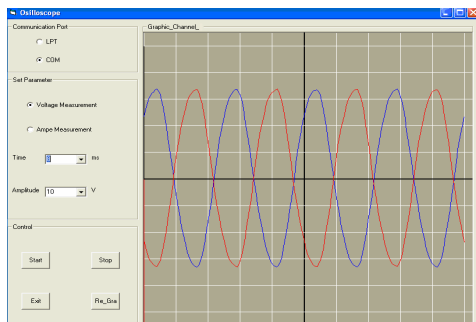 Osilloscope
Communication Port
LPT
COM
Set Parameter
Voltage Measurement
Ampe Measurement
Time
ms
Amplitude 10 V
Control
Start Stop
Exit Re_Gra
Graphic_Channel_